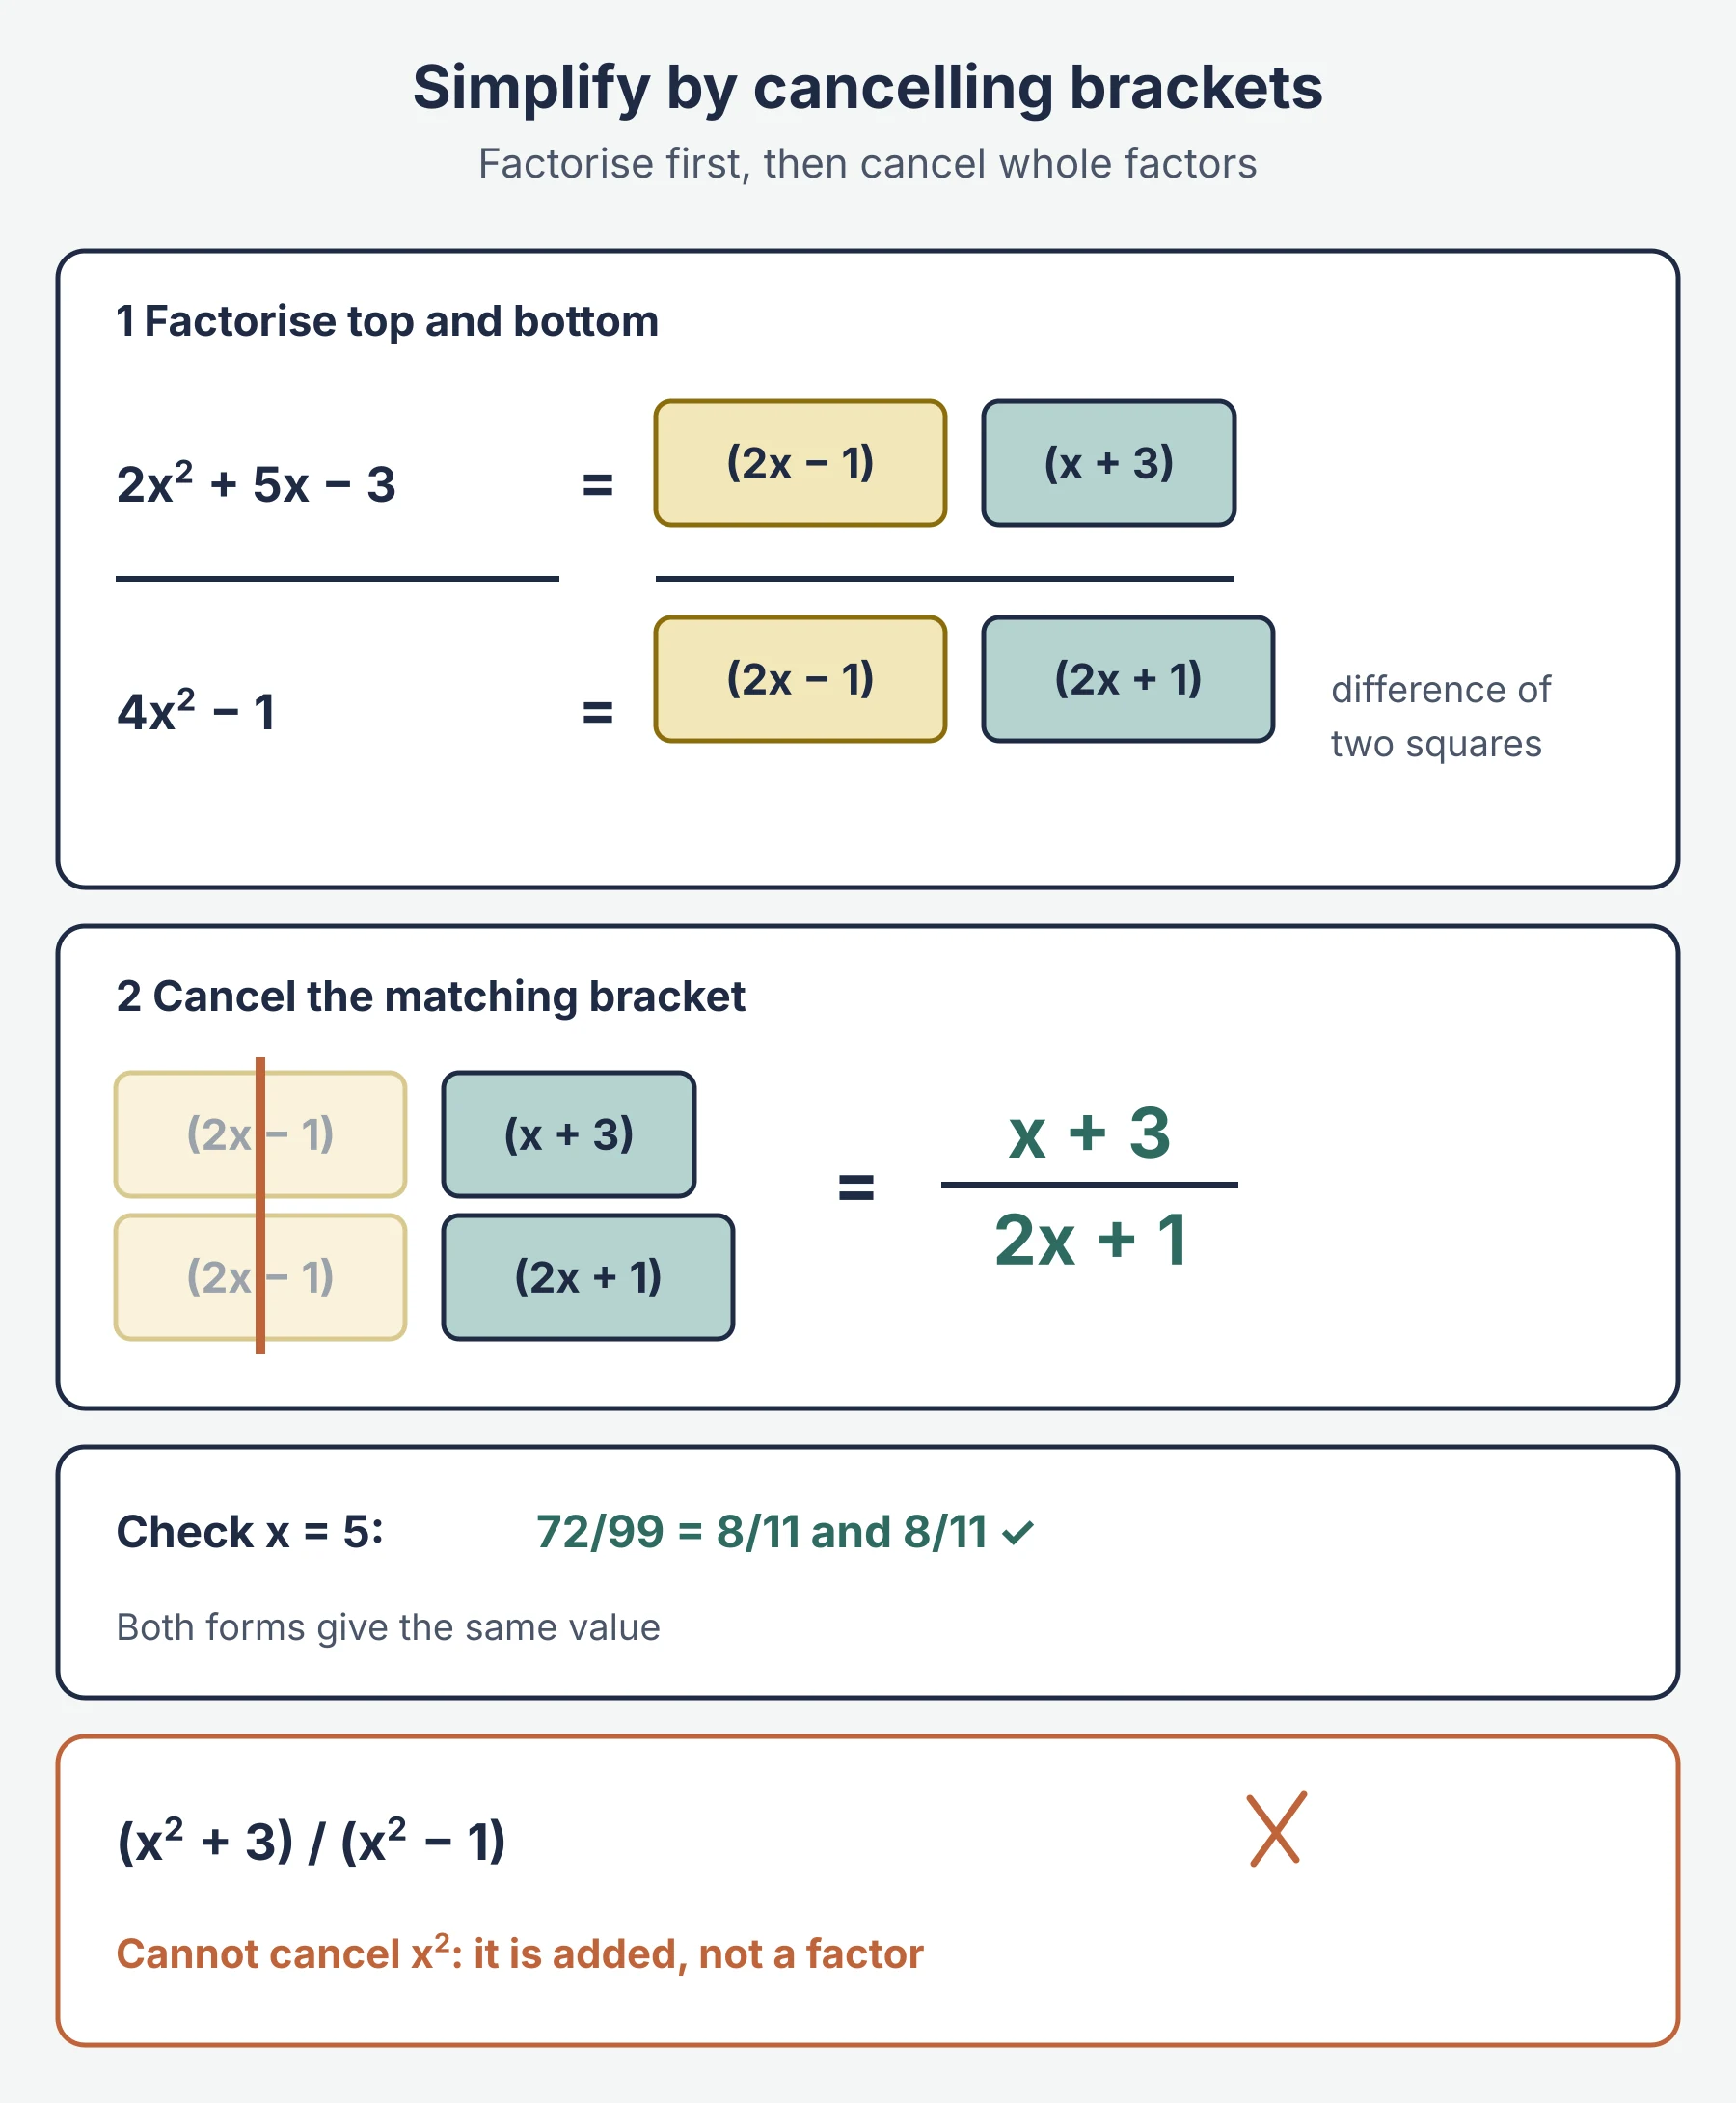 Simplify by cancelling brackets
Factorise first, then cancel whole factors
1 Factorise top and bottom
2x² + 5x − 3 = (2x − 1) (x + 3)
4x² − 1 = (2x − 1) (2x + 1)
difference of
two squares
2 Cancel the matching bracket
(2x − 1) (x + 3)
(2x − 1) (2x + 1)
=
x + 3
2x + 1
Check x = 5: 72/99 = 8/11 and 8/11 ✓
Both forms give the same value
(x² + 3) / (x² − 1)
Cannot cancel x²: it is added, not a factor